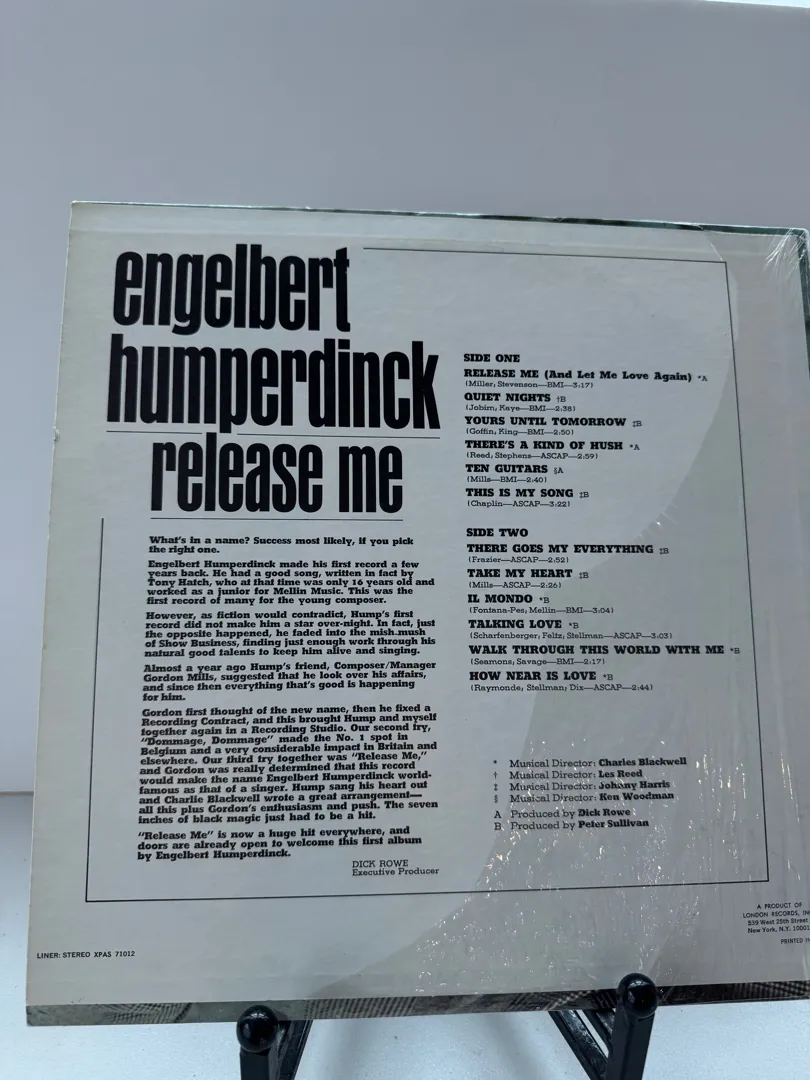 engelbert
humperdinck
release me
What's in a name? Success most likely, if you pick
the right one.
Engelbert Humperdinck made his first record a few
years back. He had a good song, written in fact by
Tony Hatch, who at that time was only 16 years old and
worked as a junior for Mellin Music. This was the
first record of many for the young composer.
However, as fiction would contradict, Hump's first
record did not make him a star over-night. In fact, just
the opposite happened, he faded into the mish-mush
of Show Business, finding just enough work through his
natural good talents to keep him alive and singing.
Almost a year ago Hump's friend, Composer/Manager
Gordon Mills, suggested that he look over his affairs,
and since then everything that's good is happening
for him.
Gordon first thought of the new name, then he fixed a
Recording Contract, and this brought Hump and myself
together again in a Recording Studio. Our second try,
"Dommage, Dommage" made the No. 1 spot in
Belgium and a very considerable impact in Britain and
elsewhere. Our third try together was "Release Me,"
and Gordon was really determined that this record
would make the name Engelbert Humperdinck world-
famous as that of a singer. Hump sang his heart out
and Charlie Blackwell wrote a great arrangement—
all this plus Gordon's enthusiasm and push. The seven
inches of black magic just had to be a hit.
"Release Me" is now a huge hit everywhere, and
doors are already open to welcome this first album
by Engelbert Humperdinck.
DICK ROWE
Executive Producer
SIDE ONE
RELEASE ME (And Let Me Love Again) *A
(Miller; Stevenson—BMI—3:17)
QUIET NIGHTS †B
(Jobim; Kaye—BMI—2:38)
YOURS UNTIL TOMORROW ‡B
(Goffin; King—BMI—2:50)
THERE'S A KIND OF HUSH *A
(Reed; Stephens—ASCAP—2:59)
TEN GUITARS §A
(Mills—BMI—2:40)
THIS IS MY SONG ‡B
(Chaplin—ASCAP—3:22)
SIDE TWO
THERE GOES MY EVERYTHING ‡B
(Frazier—ASCAP—2:52)
TAKE MY HEART ‡B
(Mills—ASCAP—2:26)
IL MONDO *B
(Fontana-Pes; Mellin—BMI—3:04)
TALKING LOVE *B
(Scharfenberger; Feltz; Stellman—ASCAP—3:03)
WALK THROUGH THIS WORLD WITH ME *B
(Seamons; Savage—BMI—2:17)
HOW NEAR IS LOVE *B
(Raymonde; Stellman; Dix—ASCAP—2:44)
* Musical Director: Charles Blackwell
† Musical Director: Les Reed
‡ Musical Director: Johnny Harris
§ Musical Director: Ken Woodman
A Produced by Dick Rowe
B Produced by Peter Sullivan
A PRODUCT OF
LONDON RECORDS,
539 West 25th Street
New York, N.Y. 10001
PRINTED
LINER: STEREO XPAS 71012